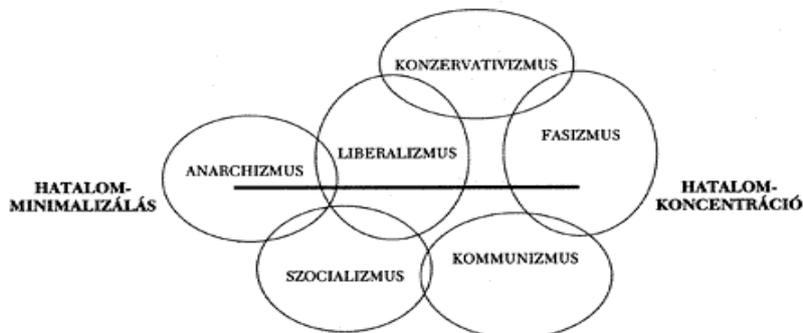 KONZERVATIVIZMUS
FASIZMUS
LIBERALIZMUS
ANARCHIZMUS
HATALOM-
MINIMALIZÁLÁS
HATALOM-
KONCENTRÁCIÓ
KOMMUNIZMUS
SZOCIALIZMUS